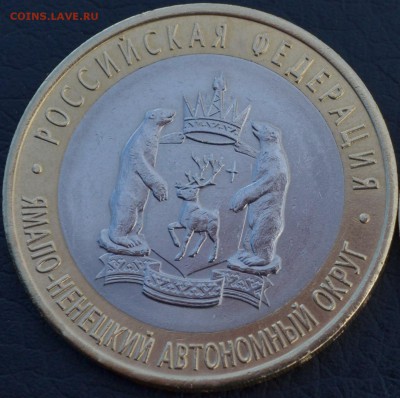 COINS.LAVE.RU
• РОССИЙСКАЯ ФЕДЕРАЦИЯ •
ЯМАЛО-НЕНЕЦКИЙ АВТОНОМНЫЙ ОКРУГ